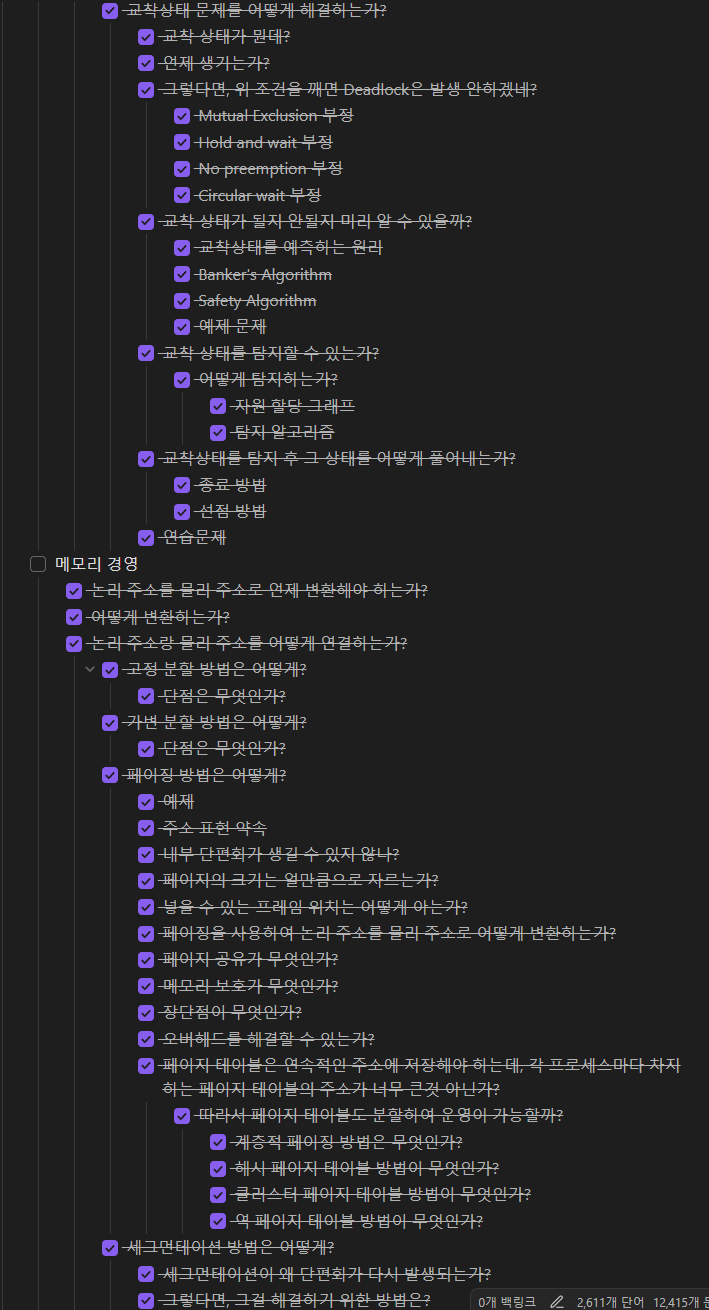 교착상태 문제를 어떻게 해결하는가?
교착 상태가 뭔데?
언제 생기는가?
그렇다면, 위 조건을 깨면 Deadlock은 발생 안하겠네?
Mutual Exclusion 부정
Hold and wait 부정
No preemption 부정
Circular wait 부정
교착 상태가 될지 안될지 미리 알 수 있을까?
교착상태를 예측하는 원리
Banker's Algorithm
Safety Algorithm
예제 문제
교착 상태를 탐지할 수 있는가?
어떻게 탐지하는가?
자원 할당 그래프
탐지 알고리즘
교착상태를 탐지 후 그 상태를 어떻게 풀어내는가?
종료 방법
선점 방법
연습문제
메모리 경영
논리 주소를 물리 주소로 언제 변환해야 하는가?
어떻게 변환하는가?
논리 주소랑 물리 주소를 어떻게 연결하는가?
고정 분할 방법은 어떻게?
단점은 무엇인가?
가변 분할 방법은 어떻게?
단점은 무엇인가?
페이징 방법은 어떻게?
예제
주소 표현 약속
내부 단편화가 생길 수 있지 않나?
페이지의 크기는 얼만큼으로 자르는가?
넣을 수 있는 프레임 위치는 어떻게 아는가?
페이징을 사용하여 논리 주소를 물리 주소로 어떻게 변환하는가?
페이지 공유가 무엇인가?
메모리 보호가 무엇인가?
장단점이 무엇인가?
오버헤드를 해결할 수 있는가?
페이지 테이블은 연속적인 주소에 저장해야 하는데, 각 프로세스마다 차지
하는 페이지 테이블의 주소가 너무 큰것 아닌가?
따라서 페이지 테이블도 분할하여 운영이 가능할까?
계층적 페이징 방법은 무엇인가?
해시 페이지 테이블 방법이 무엇인가?
클러스터 페이지 테이블 방법이 무엇인가?
역 페이지 테이블 방법이 무엇인가?
세그먼테이션 방법은 어떻게?
세그먼테이션이 왜 단편화가 다시 발생되는가?
그렇다면, 그걸 해결하기 위한 방법은?
0개 백링크 2,611개 단어 12,415개